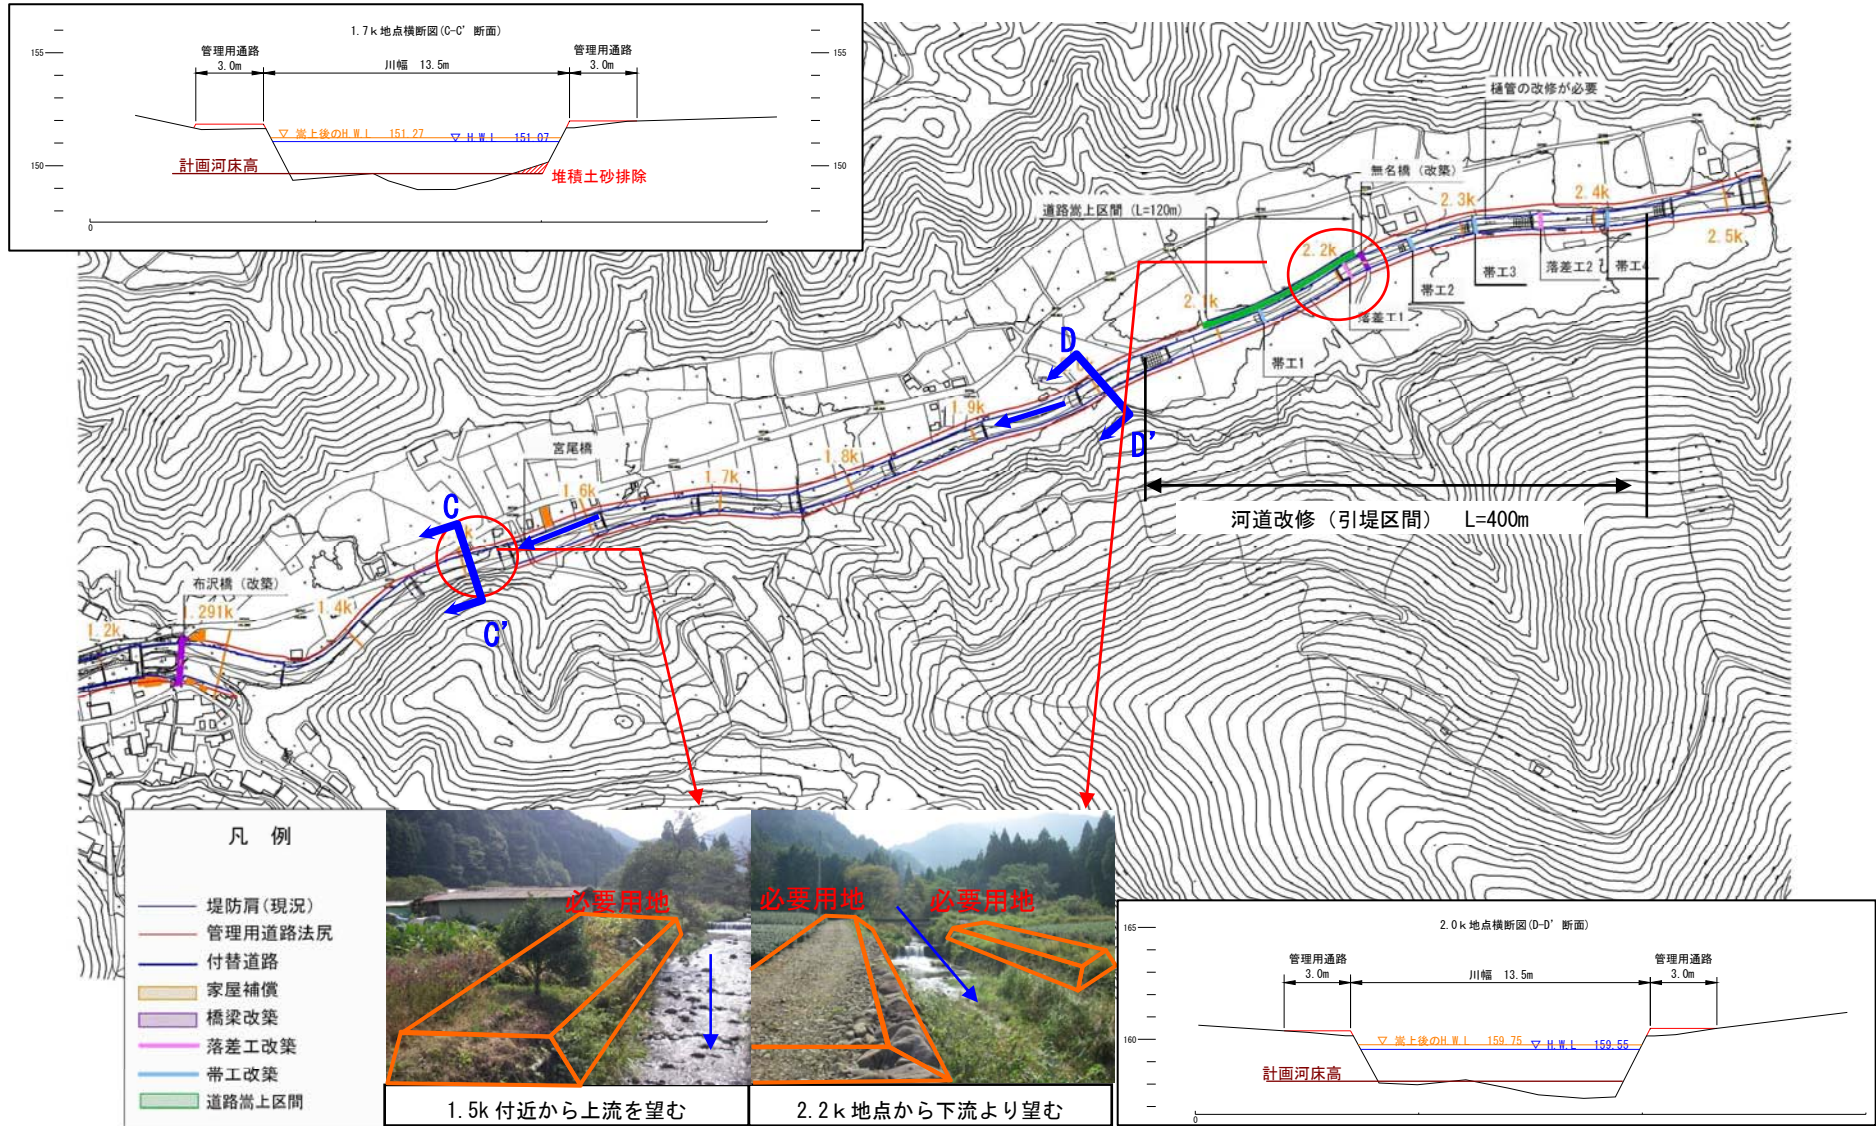 1.7k地点横断図(C-C' 断面)
管理用通路
3.0m
川幅 13.5m
管理用通路
3.0m
155
155
150
150
▽ 嵩上後のH.W.L 151.27
▽ H.W.L 151.07
計画河床高
堆積土砂排除
0
樋管の改修が必要
無名橋（改築）
道路嵩上区間（L=120m）
2.1k
2.2k
2.3k
2.4k
2.5k
帯工1
落差工1
帯工2
帯工3
落差工2
帯工4
D
D'
1.9k
1.8k
1.7k
宮尾橋
1.6k
C
C'
布沢橋（改築）
1.291k
1.4k
1.2k
河道改修（引堤区間） L=400m
凡 例
堤防肩(現況)
管理用道路法尻
付替道路
家屋補償
橋梁改築
落差工改築
帯工改築
道路嵩上区間
必要用地
1.5k 付近から上流を望む
必要用地
必要用地
2.2k 地点から下流より望む
2.0k地点横断図(D-D' 断面)
管理用通路
3.0m
川幅 13.5m
管理用通路
3.0m
165
160
▽ 嵩上後のH.W.L 159.75
▽ H.W.L 159.55
計画河床高
0